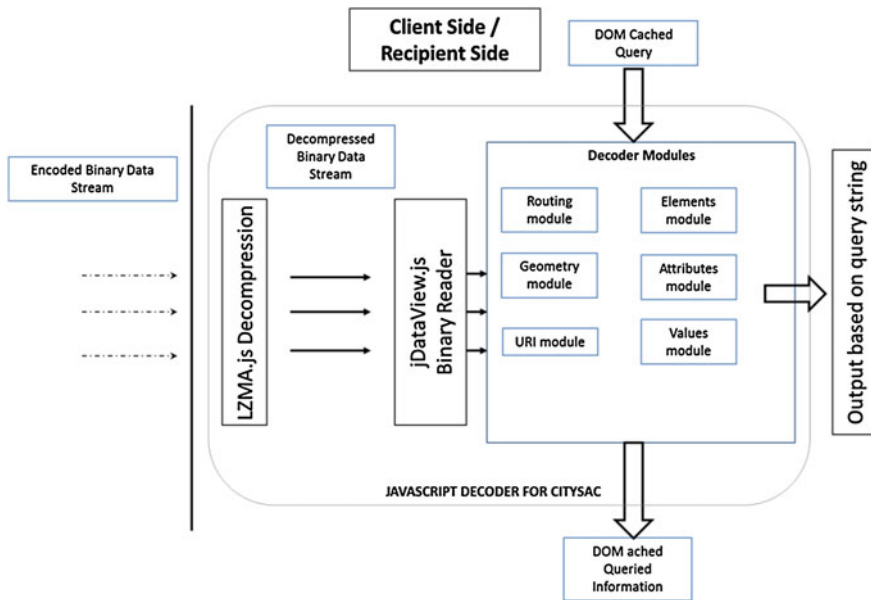 Client Side /
Recipient Side
DOM Cached
Query
Encoded Binary Data
Stream
Decompressed
Binary Data
Stream
LZMA.js Decompression
jDataView.js
Binary Reader
Decoder Modules
Routing
module
Elements
module
Geometry
module
Attributes
module
URI module
Values
module
Output based on query string
JAVASCRIPT DECODER FOR CITYSAC
DOM ached
Queried
Information